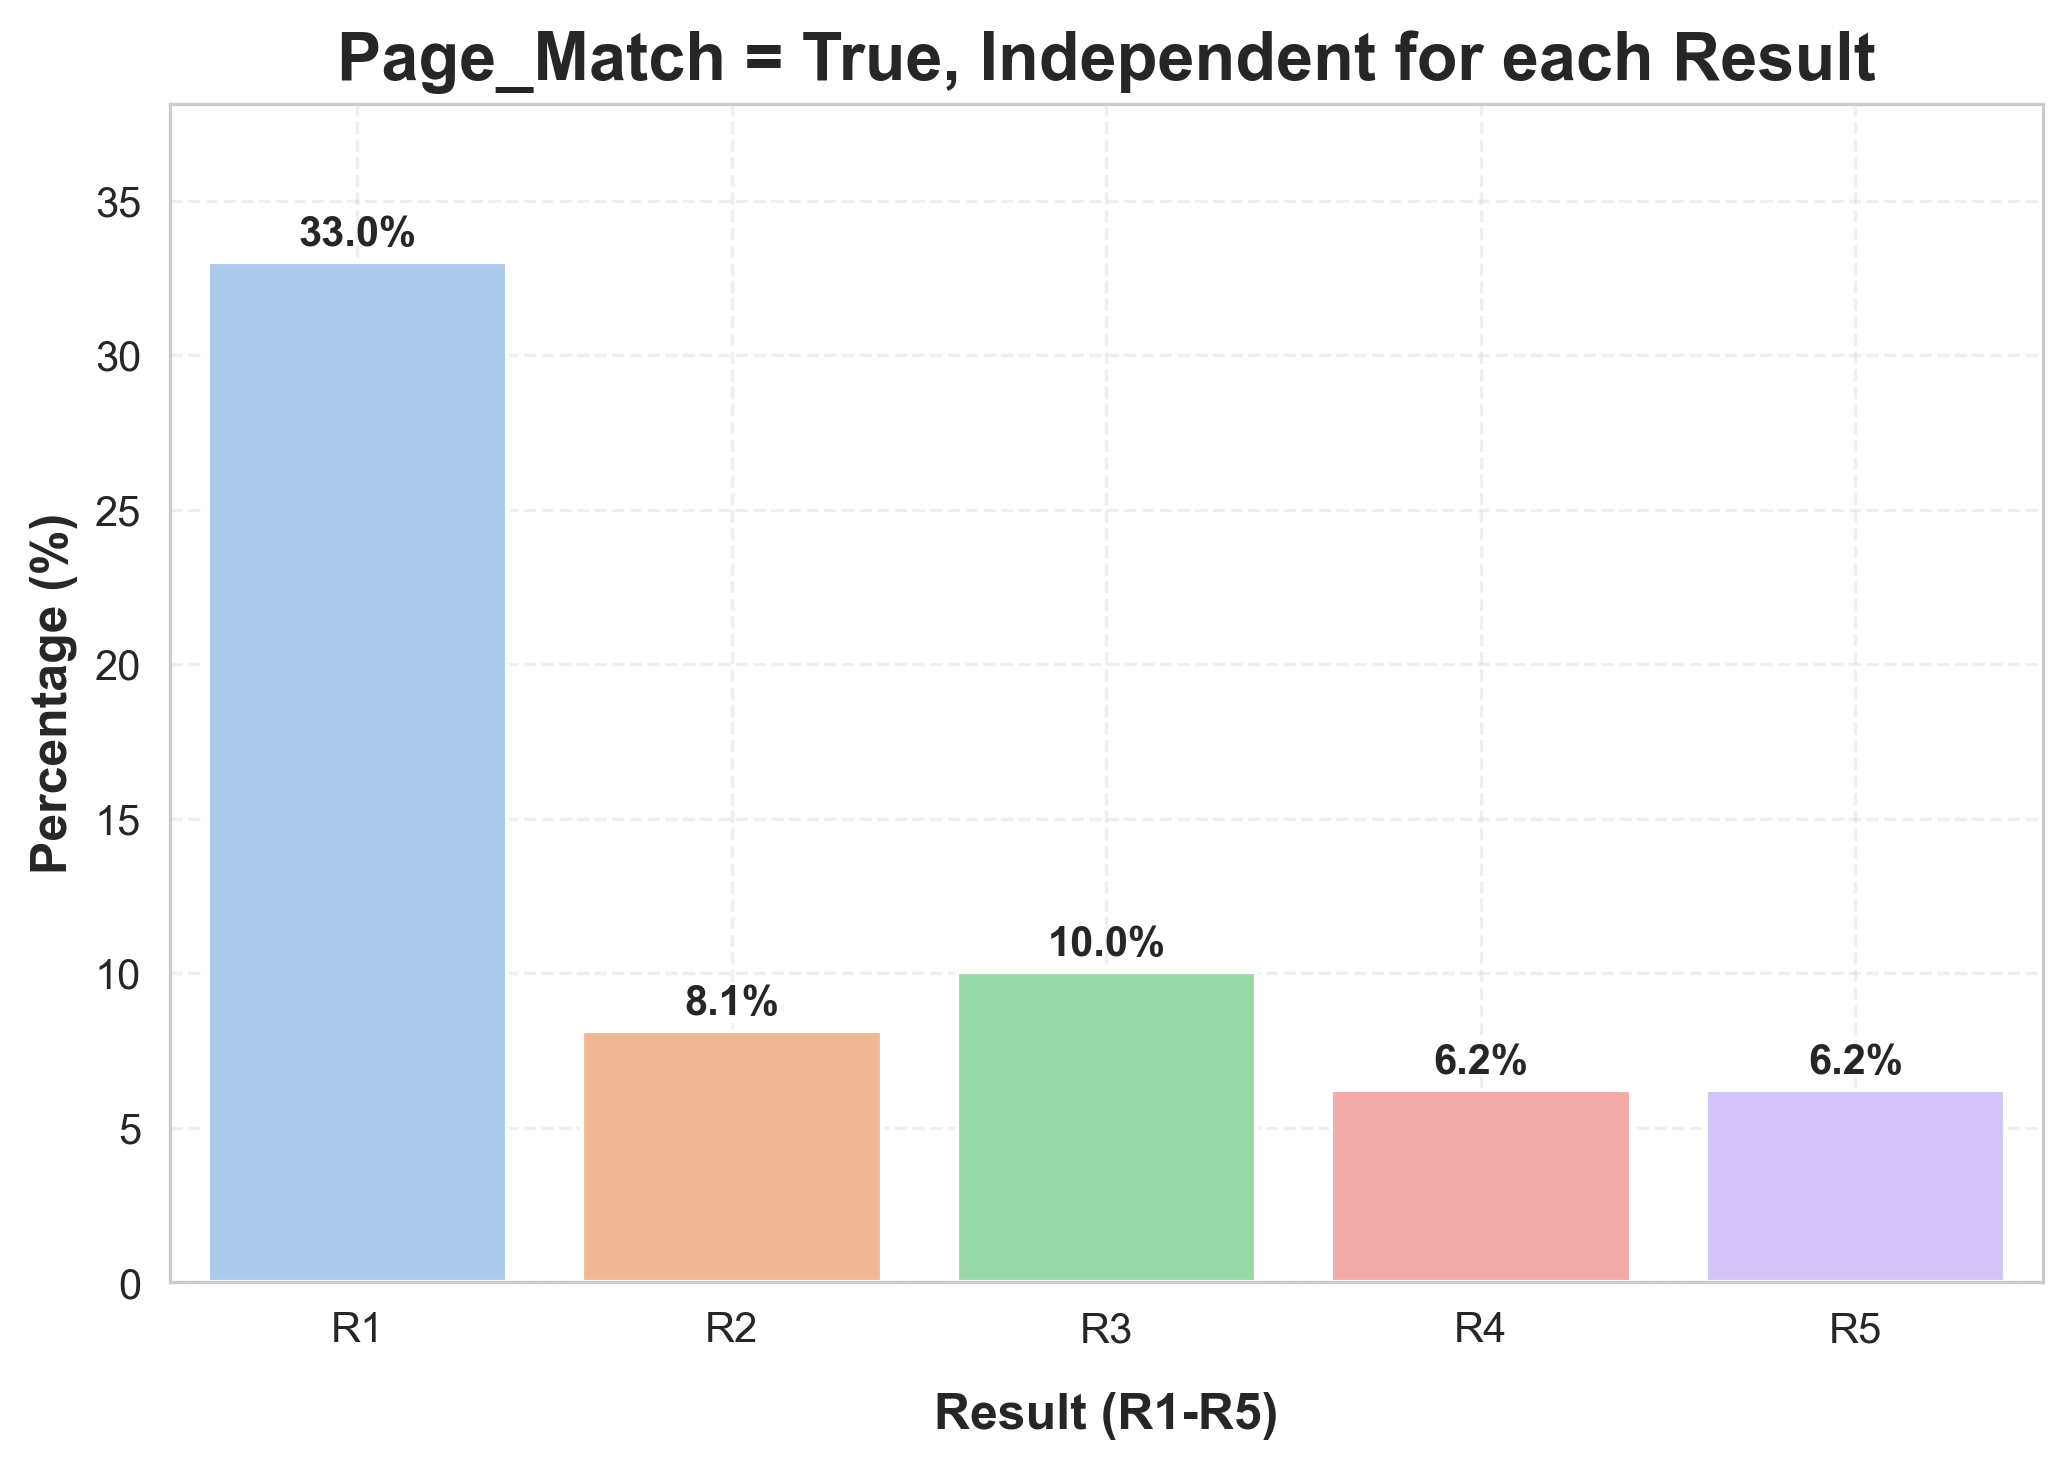 Page_Match = True, Independent for each Result
Percentage (%)
35
30
25
20
15
10
5
0
33.0%
8.1%
10.0%
6.2%
6.2%
R1
R2
R3
R4
R5
Result (R1-R5)